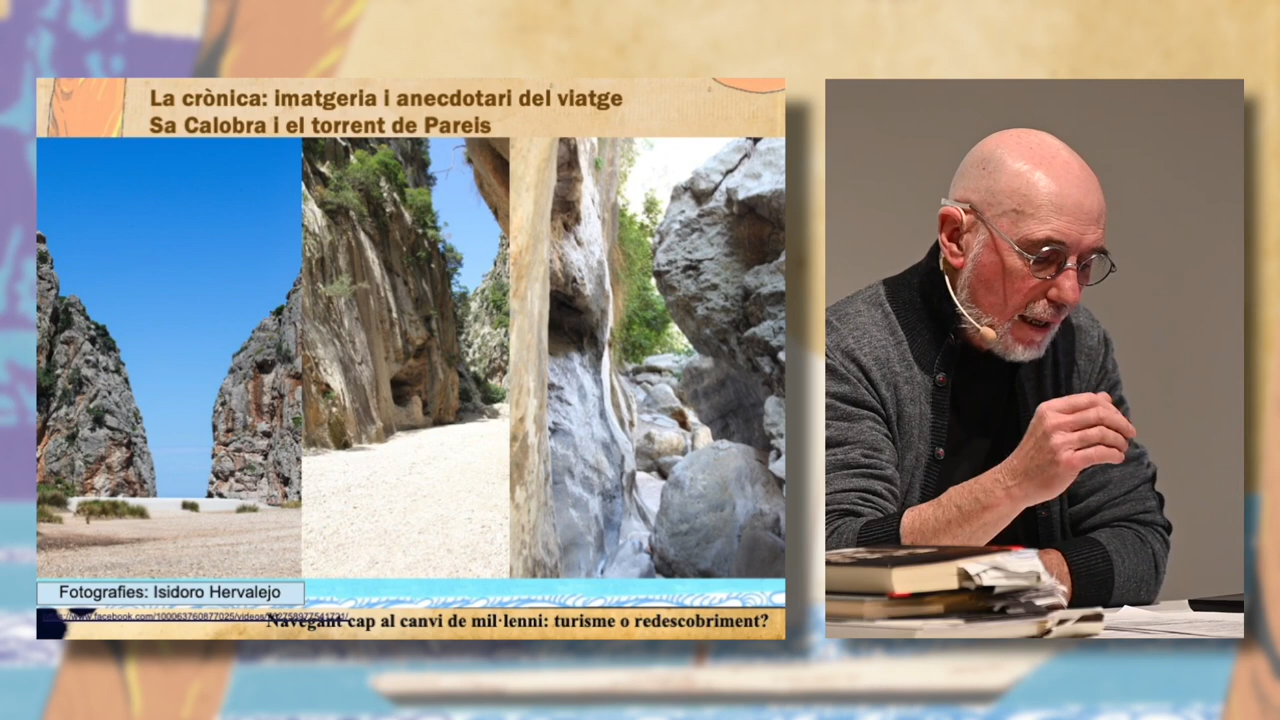 La crònica: imatgeria i anecdotari del viatge
Sa Calobra i el torrent de Pareis
Fotografies: Isidoro Hervalejo
Navegant cap al canvi de mil·lenni: turisme o redescobriment?